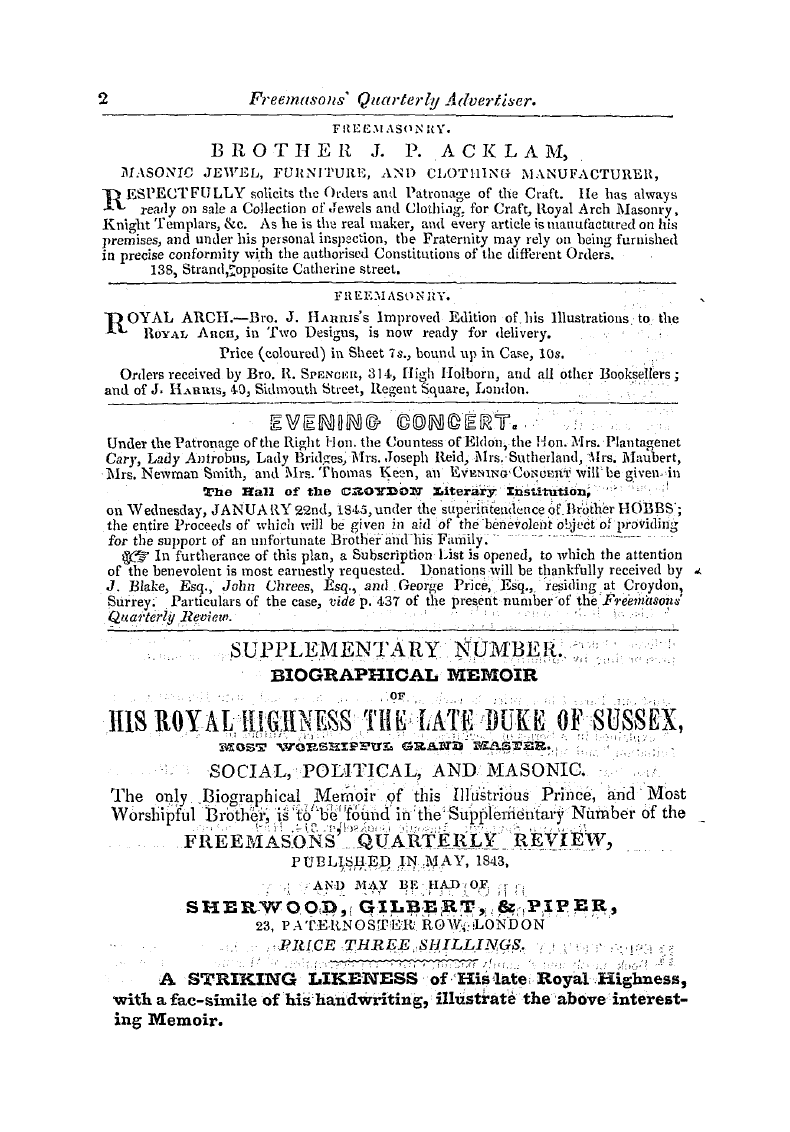 2 Freemasons' Quarterly Advertiser.
FREEMASONRY.
BROTHER J. P. ACKLAM,
MASONIC JEWEL, FURNITURE, AND CLOTHING MANUFACTURER,
RESPECTFULLY solicits the Orders and Patronage of the Craft. He has always
ready on sale a Collection of Jewels and Clothing, for Craft, Royal Arch Masonry,
Knight Templars, &c. As he is the real maker, and every article is manufactured on his
premises, and under his personal inspection, the Fraternity may rely on being furnished
in precise conformity with the authorised Constitutions of the different Orders.
138, Strand, opposite Catherine street.
FREEMASONRY.
ROYAL ARCH.—Bro. J. HARRIS's Improved Edition of his Illustrations to the
ROYAL ARCH, in Two Designs, is now ready for delivery.
Price (coloured) in Sheet 7s., bound up in Case, 10s.
Orders received by Bro. R. SPENCER, 314, High Holborn, and all other Booksellers;
and of J. HARRIS, 40, Sidmouth Street, Regent Square, London.
EVENING CONCERT.
Under the Patronage of the Right Hon. the Countess of Eldon, the Hon. Mrs. Plantagenet
Cary, Lady Antrobus, Lady Bridges, Mrs. Joseph Reid, Mrs. Sutherland, Mrs. Maubert,
Mrs. Newman Smith, and Mrs. Thomas Keen, an EVENING CONCERT will be given in
The Hall of the CROYDON Literary Institution,
on Wednesday, JANUARY 22nd, 1845, under the superintendence of Brother HOBBS;
the entire Proceeds of which will be given in aid of the benevolent object of providing
for the support of an unfortunate Brother and his Family.
☞ In furtherance of this plan, a Subscription List is opened, to which the attention
of the benevolent is most earnestly requested. Donations will be thankfully received by
J. Blake, Esq., John Chrees, Esq., and George Price, Esq., residing at Croydon,
Surrey. Particulars of the case, vide p. 437 of the present number of the Freemasons'
Quarterly Review.
SUPPLEMENTARY NUMBER.
BIOGRAPHICAL MEMOIR
OF
HIS ROYAL HIGHNESS THE LATE DUKE OF SUSSEX,
MOST WORSHIPFUL GRAND MASTER.
SOCIAL, POLITICAL, AND MASONIC.
The only Biographical Memoir of this Illustrious Prince, and Most
Worshipful Brother, is to be found in the Supplementary Number of the
FREEMASONS' QUARTERLY REVIEW,
PUBLISHED IN MAY, 1843,
AND MAY BE HAD OF
SHERWOOD, GILBERT, & PIPER,
23, PATERNOSTER ROW, LONDON
PRICE THREE SHILLINGS.
A STRIKING LIKENESS of His late Royal Highness,
with a fac-simile of his handwriting, illustrate the above interest-
ing Memoir.